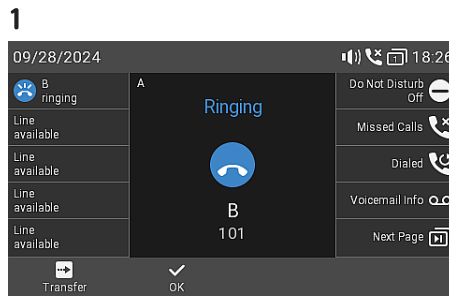 1
09/28/2024
1
18:26
B
ringing
Line
available
Line
available
Line
available
Line
available
A
Ringing
B
101
Do Not Disturb
Off
Missed Calls
Dialed
Voicemail Info
Next Page
Transfer
OK